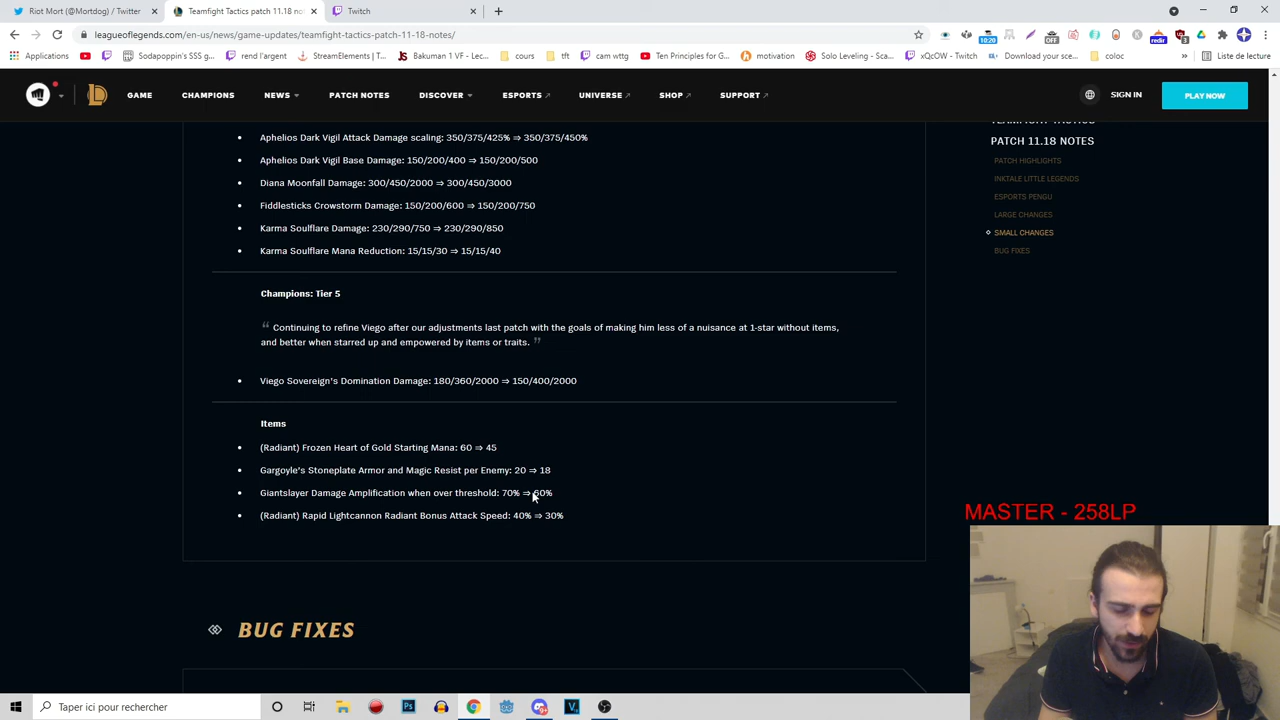 Riot Mort (@Mortdog) / Twitter
Teamfight Tactics patch 11.18 no
Twitch
leagueoflegends.com/en-us/news/game-updates/teamfight-tactics-patch-11-18-notes/
10:20
OFF
redir
3
Applications
Sodapoppin's SSS g...
rend l'argent
StreamElements | T...
Bakuman 1 VF - Lec...
cours
tft
cam wttg
Ten Principles for G...
motivation
Solo Leveling - Sca...
xQcOW - Twitch
Download your sce...
coloc
»
Liste de lecture
GAME
CHAMPIONS
NEWS
PATCH NOTES
DISCOVER
ESPORTS
UNIVERSE
SHOP
SUPPORT
SIGN IN
PLAY NOW
TEAMFIGHT TACTICS
PATCH 11.18 NOTES
PATCH HIGHLIGHTS
INKTALE LITTLE LEGENDS
ESPORTS PENGU
LARGE CHANGES
SMALL CHANGES
BUG FIXES
• Aphelios Dark Vigil Attack Damage scaling: 350/375/425% ⇒ 350/375/450%
• Aphelios Dark Vigil Base Damage: 150/200/400 ⇒ 150/200/500
• Diana Moonfall Damage: 300/450/2000 ⇒ 300/450/3000
• Fiddlesticks Crowstorm Damage: 150/200/600 ⇒ 150/200/750
• Karma Soulflare Damage: 230/290/750 ⇒ 230/290/850
• Karma Soulflare Mana Reduction: 15/15/30 ⇒ 15/15/40
Champions: Tier 5
“ Continuing to refine Viego after our adjustments last patch with the goals of making him less of a nuisance at 1-star without items,
and better when starred up and empowered by items or traits. ”
• Viego Sovereign's Domination Damage: 180/360/2000 ⇒ 150/400/2000
Items
• (Radiant) Frozen Heart of Gold Starting Mana: 60 ⇒ 45
• Gargoyle's Stoneplate Armor and Magic Resist per Enemy: 20 ⇒ 18
• Giantslayer Damage Amplification when over threshold: 70% ⇒ 60%
• (Radiant) Rapid Lightcannon Radiant Bonus Attack Speed: 40% ⇒ 30%
BUG FIXES
MASTER - 258LP
Taper ici pour rechercher